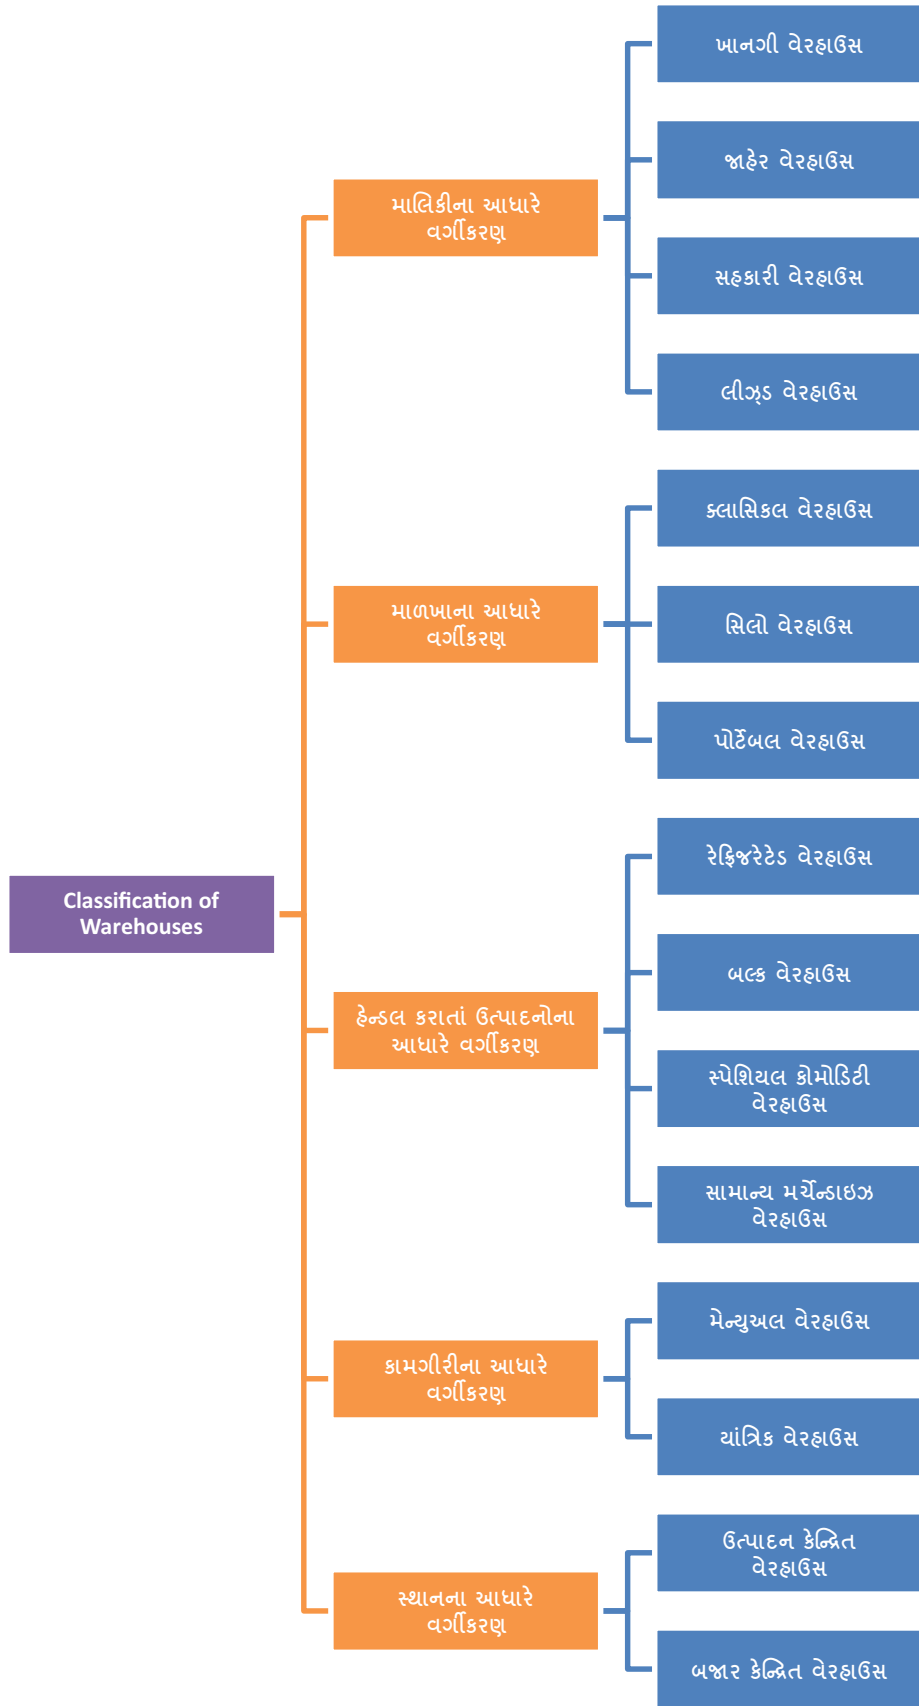 Classification of
Warehouses
માલિકીના આધારે
વર્ગીકરણ
ખાનગી વેરહાઉસ
જાહેર વેરહાઉસ
સહકારી વેરહાઉસ
લીઝ્ડ વેરહાઉસ
માળખાના આધારે
વર્ગીકરણ
ક્લાસિકલ વેરહાઉસ
સિલો વેરહાઉસ
પોર્ટેબલ વેરહાઉસ
હેન્ડલ કરાતાં ઉત્પાદનોના
આધારે વર્ગીકરણ
રેફ્રિજરેટેડ વેરહાઉસ
બલ્ક વેરહાઉસ
સ્પેશિયલ કોમોડિટી
વેરહાઉસ
સામાન્ય મર્ચેન્ડાઇઝ
વેરહાઉસ
કામગીરીના આધારે
વર્ગીકરણ
મેન્યુઅલ વેરહાઉસ
યાંત્રિક વેરહાઉસ
સ્થાનના આધારે
વર્ગીકરણ
ઉત્પાદન કેન્દ્રિત
વેરહાઉસ
બજાર કેન્દ્રિત વેરહાઉસ